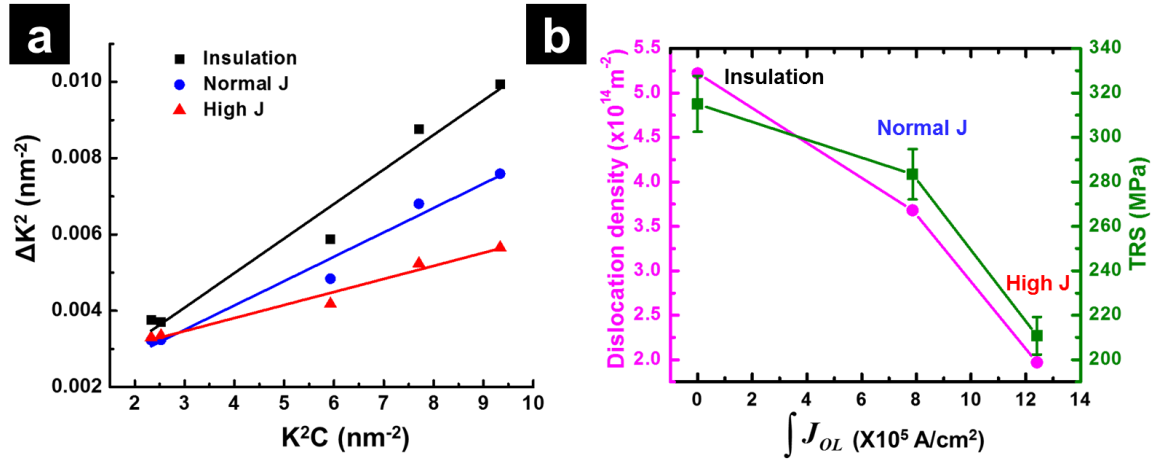 a
Insulation
Normal J
High J
0.010
0.008
0.006
0.004
0.002
ΔK² (nm⁻²)
2 3 4 5 6 7 8 9 10
K²C (nm⁻²)
b
5.5
5.0
4.5
4.0
3.5
3.0
2.5
2.0
Dislocation density (x10¹⁴m⁻²)
Insulation
Normal J
High J
340
320
300
280
260
240
220
200
TRS (MPa)
0 2 4 6 8 10 12 14
∫ J_OL (X10⁵ A/cm²)